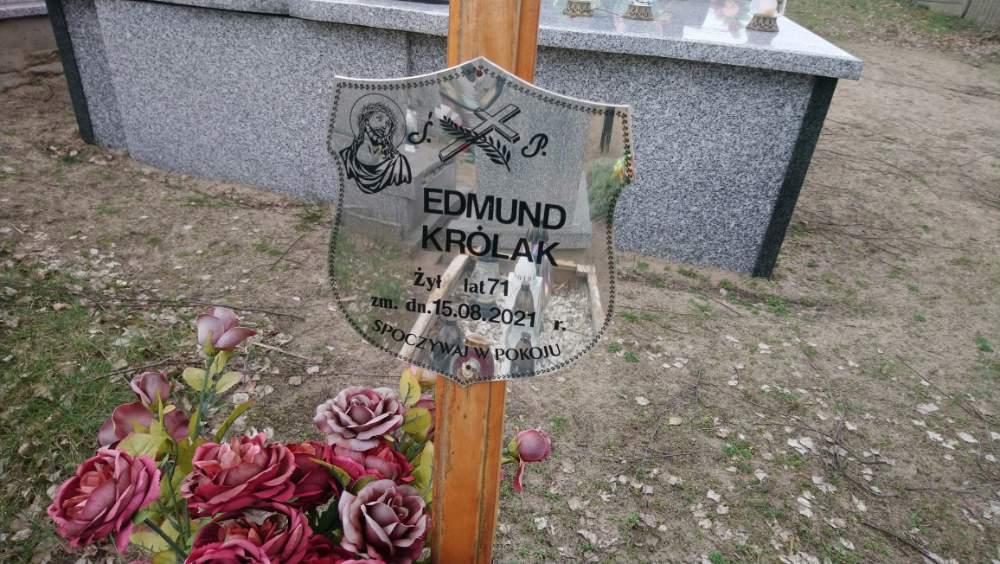 Ś. P.
EDMUND
KRÓLAK
Żył lat 71
zm. dn. 15.08.2021 r.
SPOCZYWAJ W POKOJU